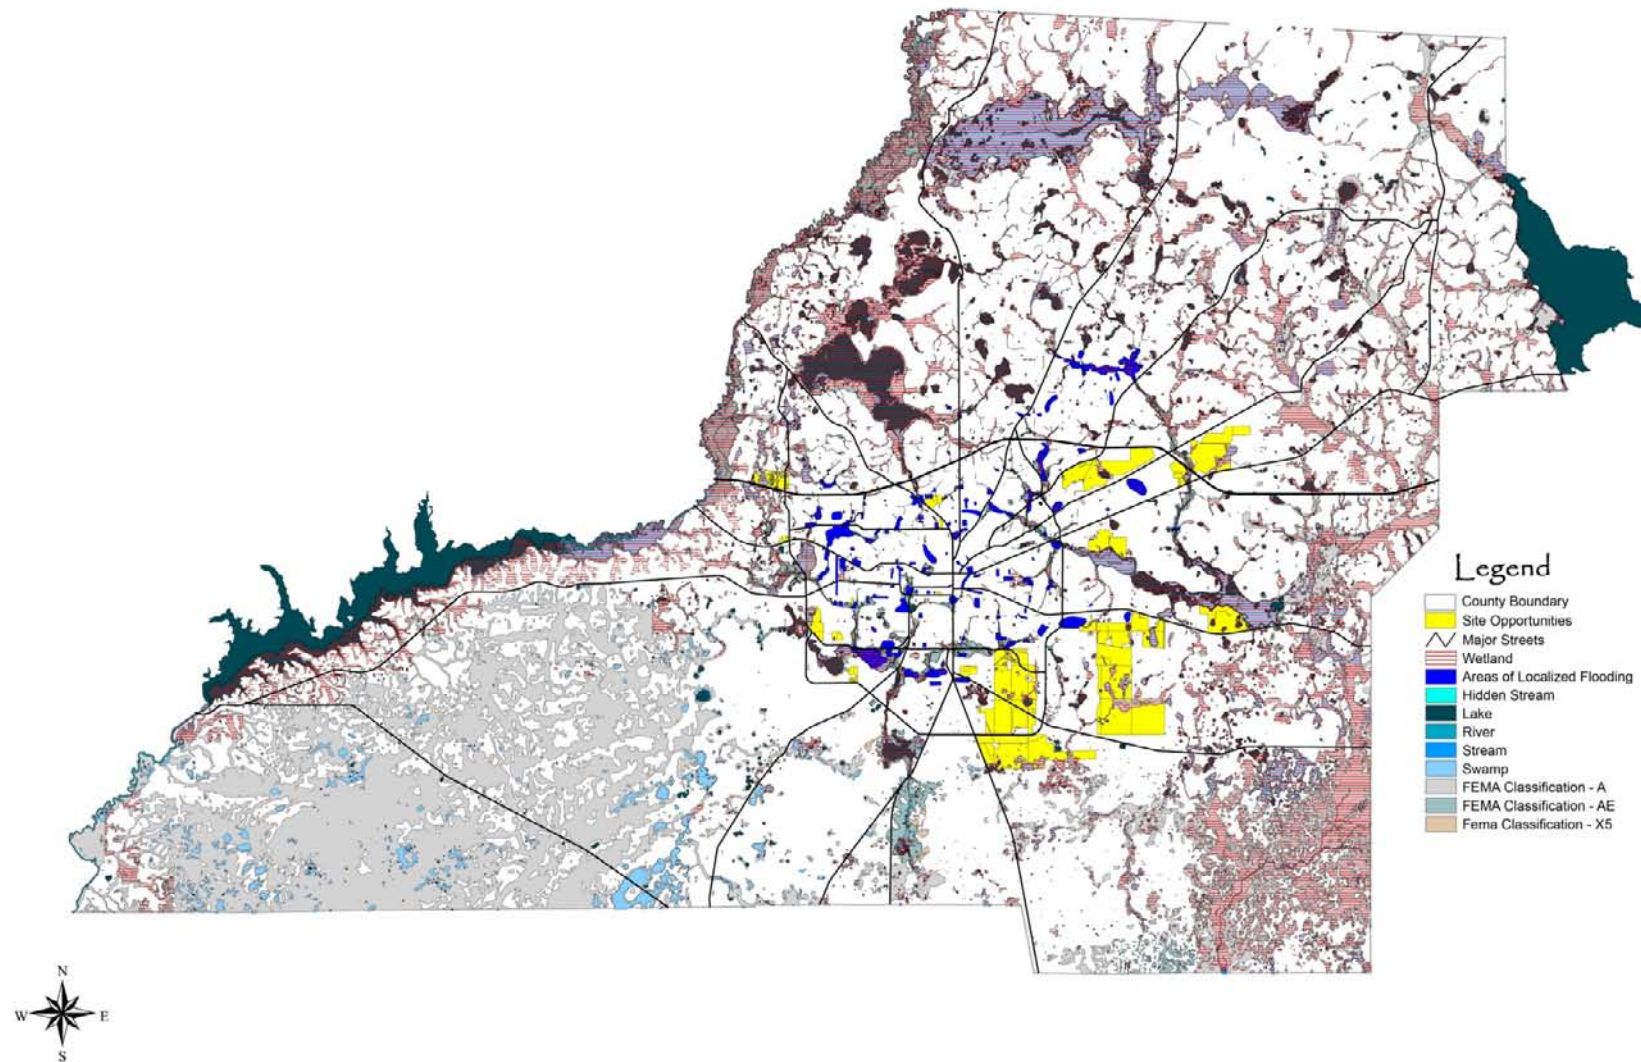 Legend
County Boundary
Site Opportunities
Major Streets
Wetland
Areas of Localized Flooding
Hidden Stream
Lake
River
Stream
Swamp
FEMA Classification - A
FEMA Classification - AE
Fema Classification - X5
N
W E
S